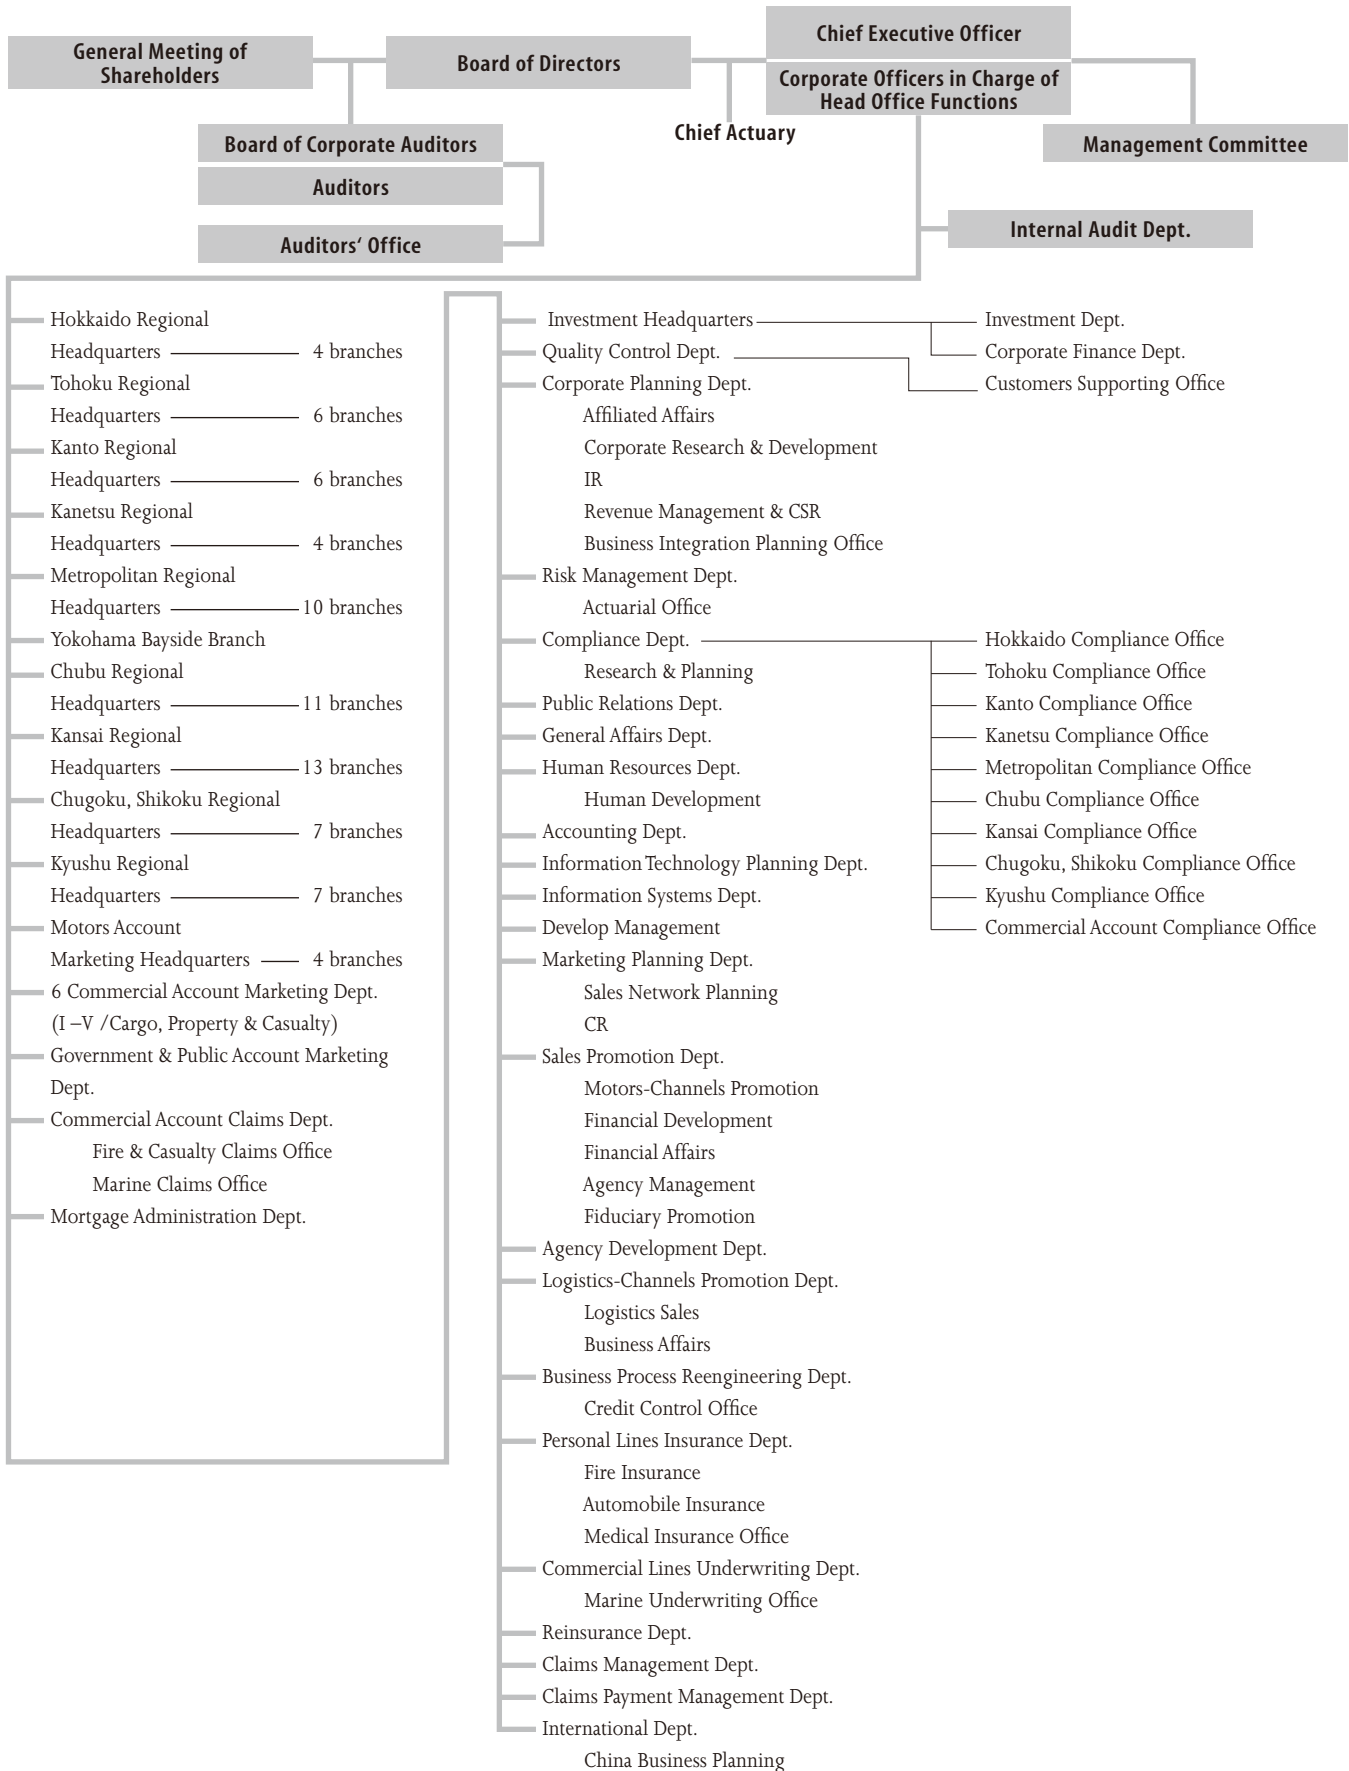 General Meeting of
Shareholders
Board of Directors
Chief Executive Officer
Corporate Officers in Charge of
Head Office Functions
Chief Actuary
Board of Corporate Auditors
Management Committee
Auditors
Auditors‘ Office
Internal Audit Dept.
Hokkaido Regional
Headquarters 4 branches
Tohoku Regional
Headquarters 6 branches
Kanto Regional
Headquarters 6 branches
Kanetsu Regional
Headquarters 4 branches
Metropolitan Regional
Headquarters 10 branches
Yokohama Bayside Branch
Chubu Regional
Headquarters 11 branches
Kansai Regional
Headquarters 13 branches
Chugoku, Shikoku Regional
Headquarters 7 branches
Kyushu Regional
Headquarters 7 branches
Motors Account
Marketing Headquarters 4 branches
6 Commercial Account Marketing Dept.
(I –V /Cargo, Property & Casualty)
Government & Public Account Marketing
Dept.
Commercial Account Claims Dept.
Fire & Casualty Claims Office
Marine Claims Office
Mortgage Administration Dept.
Investment Headquarters
Quality Control Dept.
Corporate Planning Dept.
Affiliated Affairs
Corporate Research & Development
IR
Revenue Management & CSR
Business Integration Planning Office
Risk Management Dept.
Actuarial Office
Compliance Dept.
Research & Planning
Public Relations Dept.
General Affairs Dept.
Human Resources Dept.
Human Development
Accounting Dept.
Information Technology Planning Dept.
Information Systems Dept.
Develop Management
Marketing Planning Dept.
Sales Network Planning
CR
Sales Promotion Dept.
Motors-Channels Promotion
Financial Development
Financial Affairs
Agency Management
Fiduciary Promotion
Agency Development Dept.
Logistics-Channels Promotion Dept.
Logistics Sales
Business Affairs
Business Process Reengineering Dept.
Credit Control Office
Personal Lines Insurance Dept.
Fire Insurance
Automobile Insurance
Medical Insurance Office
Commercial Lines Underwriting Dept.
Marine Underwriting Office
Reinsurance Dept.
Claims Management Dept.
Claims Payment Management Dept.
International Dept.
China Business Planning
Investment Dept.
Corporate Finance Dept.
Customers Supporting Office
Hokkaido Compliance Office
Tohoku Compliance Office
Kanto Compliance Office
Kanetsu Compliance Office
Metropolitan Compliance Office
Chubu Compliance Office
Kansai Compliance Office
Chugoku, Shikoku Compliance Office
Kyushu Compliance Office
Commercial Account Compliance Office